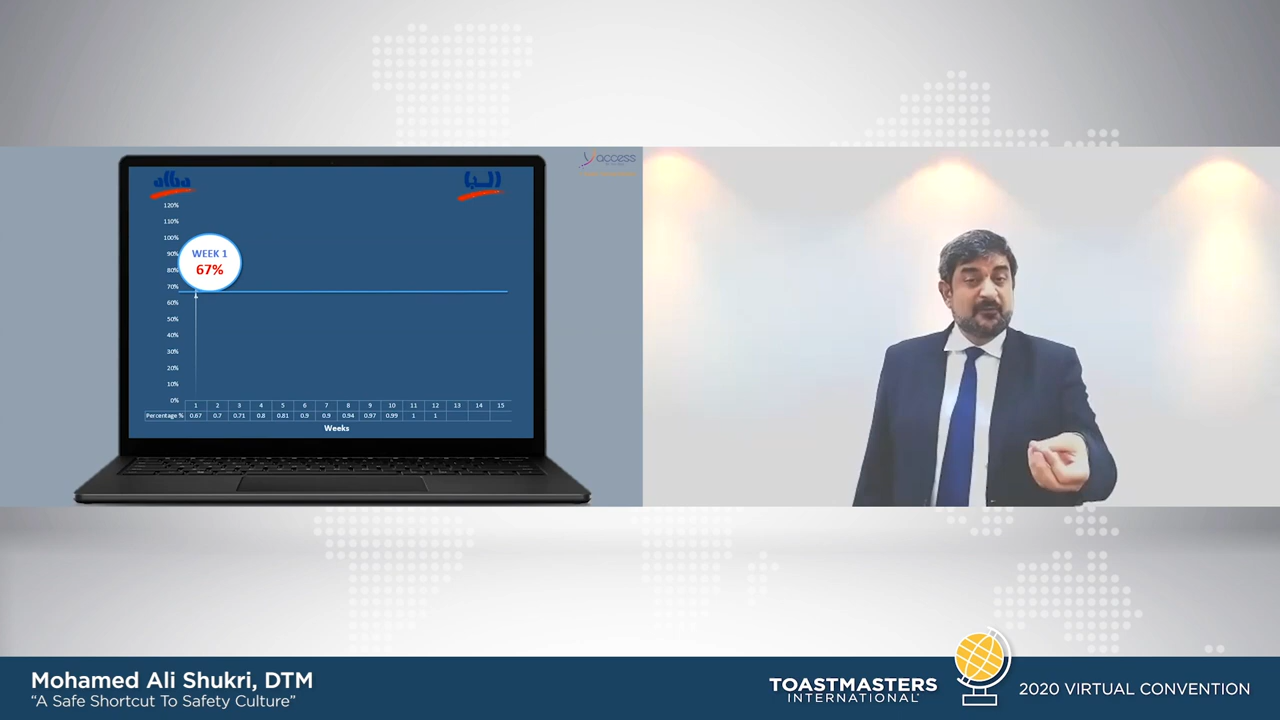 access
البا
120%
110%
100%
90%
80%
70%
60%
50%
40%
30%
20%
10%
0%
WEEK 1
67%
1 2 3 4 5 6 7 8 9 10 11 12 13 14 15
Percentage % 0.67 0.7 0.71 0.8 0.81 0.9 0.9 0.94 0.97 0.99 1 1
Weeks
Mohamed Ali Shukri, DTM
“A Safe Shortcut To Safety Culture”
TOASTMASTERS
INTERNATIONAL
2020 VIRTUAL CONVENTION